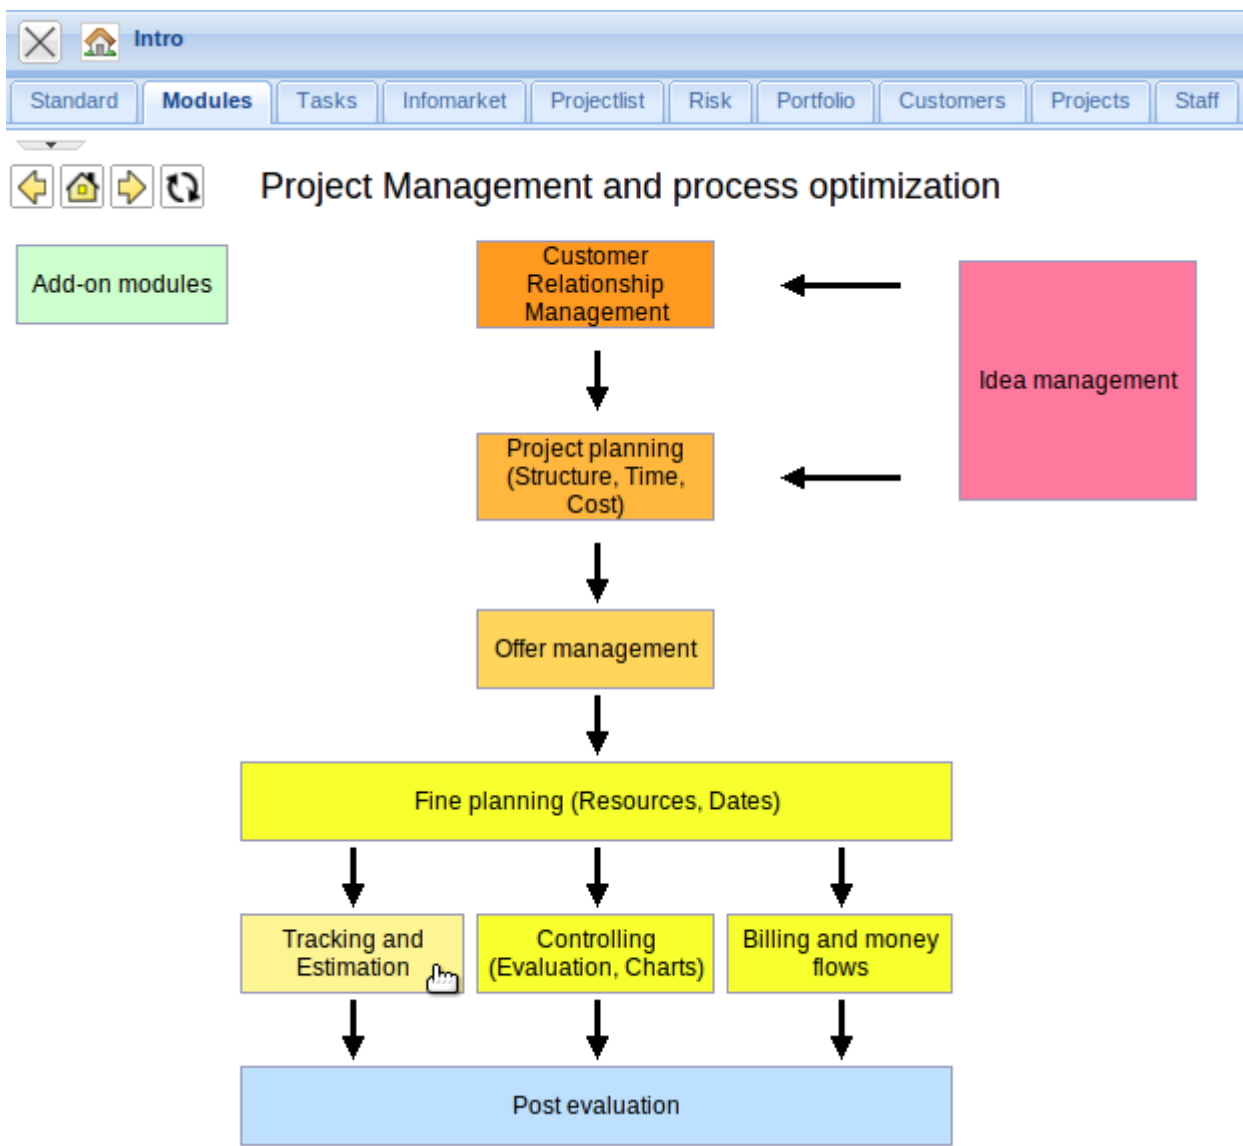 Intro
Standard
Modules
Tasks
Infomarket
Projectlist
Risk
Portfolio
Customers
Projects
Staff
Project Management and process optimization
Add-on modules
Customer
Relationship
Management
Idea management
Project planning
(Structure, Time,
Cost)
Offer management
Fine planning (Resources, Dates)
Tracking and
Estimation
Controlling
(Evaluation, Charts)
Billing and money
flows
Post evaluation